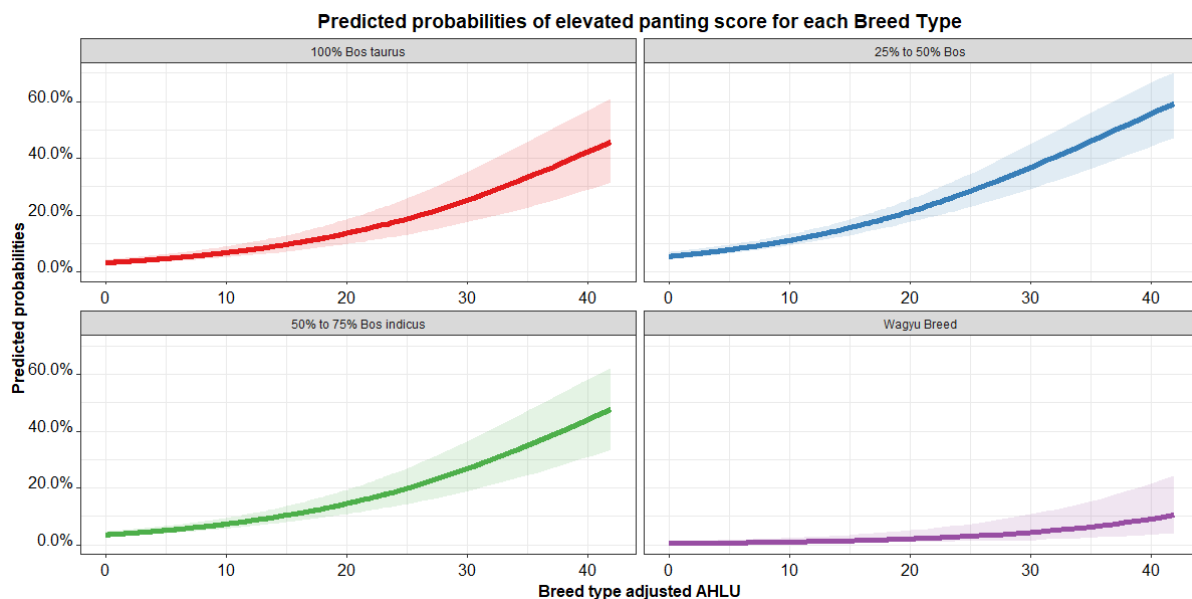 Predicted probabilities of elevated panting score for each Breed Type
100% Bos taurus
25% to 50% Bos
60.0%
40.0%
20.0%
0.0%
0 10 20 30 40
0 10 20 30 40
50% to 75% Bos indicus
Wagyu Breed
60.0%
40.0%
20.0%
0.0%
0 10 20 30 40
0 10 20 30 40
Predicted probabilities
Breed type adjusted AHLU